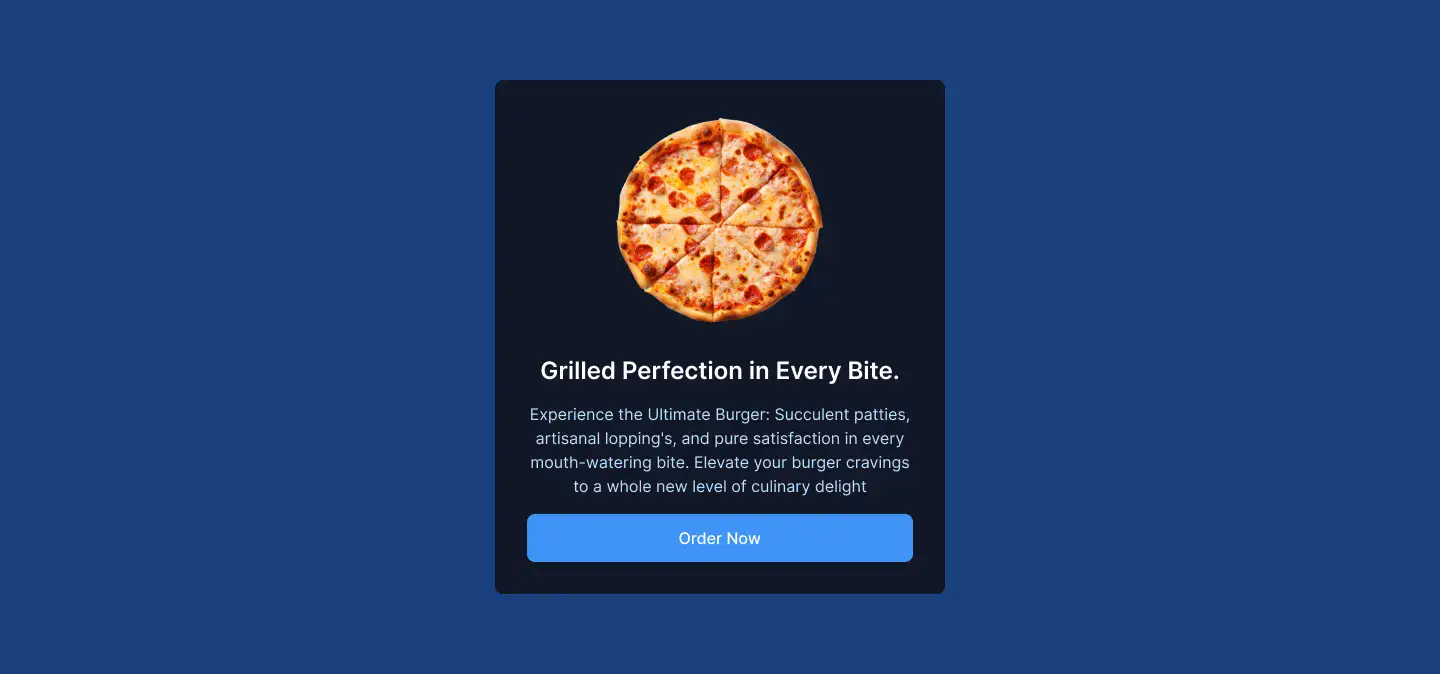 Grilled Perfection in Every Bite.
Experience the Ultimate Burger: Succulent patties,
artisanal lopping's, and pure satisfaction in every
mouth-watering bite. Elevate your burger cravings
to a whole new level of culinary delight
Order Now